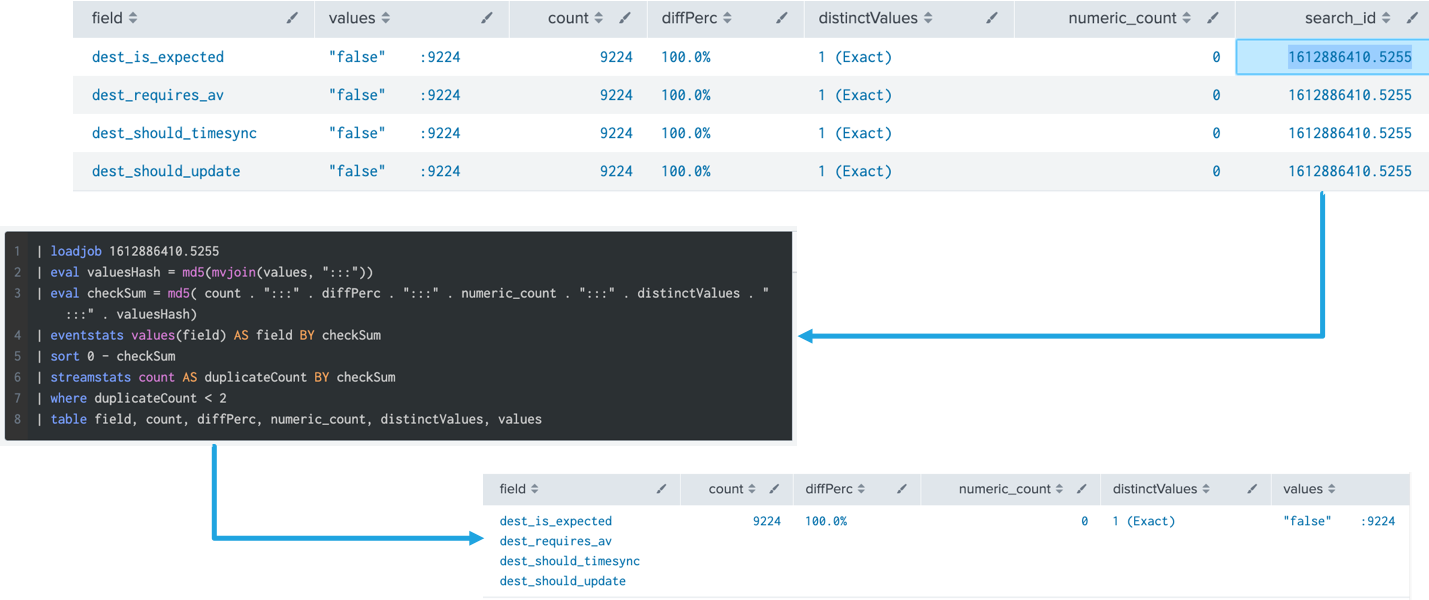 field values count diffPerc distinctValues numeric_count search_id
dest_is_expected "false" :9224 9224 100.0% 1 (Exact) 0 1612886410.5255
dest_requires_av "false" :9224 9224 100.0% 1 (Exact) 0 1612886410.5255
dest_should_timesync "false" :9224 9224 100.0% 1 (Exact) 0 1612886410.5255
dest_should_update "false" :9224 9224 100.0% 1 (Exact) 0 1612886410.5255
1 | loadjob 1612886410.5255
2 | eval valuesHash = md5(mvjoin(values, ":::"))
3 | eval checkSum = md5( count . ":::" . diffPerc . ":::" . numeric_count . ":::" . distinctValues . "
:::" . valuesHash)
4 | eventstats values(field) AS field BY checkSum
5 | sort 0 - checkSum
6 | streamstats count AS duplicateCount BY checkSum
7 | where duplicateCount < 2
8 | table field, count, diffPerc, numeric_count, distinctValues, values
field count diffPerc numeric_count distinctValues values
dest_is_expected 9224 100.0% 0 1 (Exact) "false" :9224
dest_requires_av
dest_should_timesync
dest_should_update